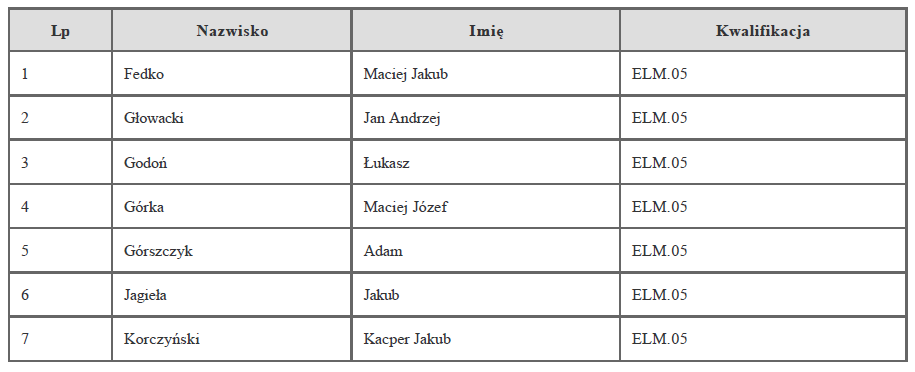 Lp Nazwisko Imię Kwalifikacja
1 Fedko Maciej Jakub ELM.05
2 Głowacki Jan Andrzej ELM.05
3 Godoń Łukasz ELM.05
4 Górka Maciej Józef ELM.05
5 Górszczyk Adam ELM.05
6 Jagieła Jakub ELM.05
7 Korczyński Kacper Jakub ELM.05